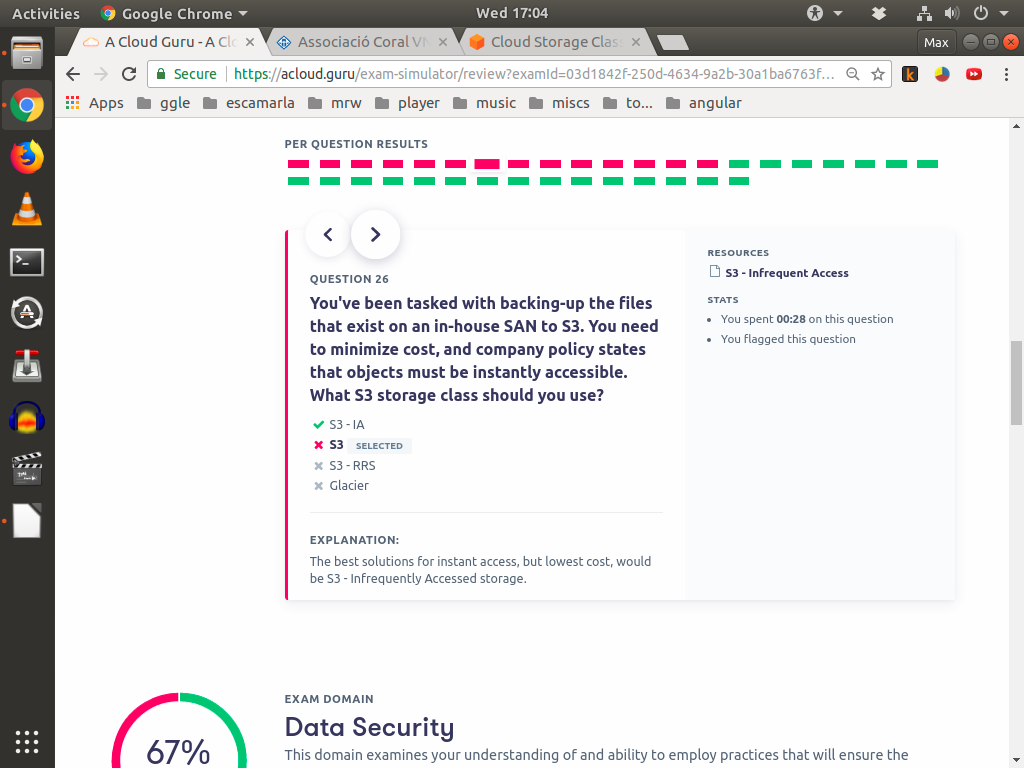 Activities Google Chrome Wed 17:04
A Cloud Guru - A Clo Associació Coral VN Cloud Storage Clas Max
Secure https://acloud.guru/exam-simulator/review?examId=03d1842f-250d-4634-9a2b-30a1ba6763f...
Apps ggle escamarla mrw player music miscs to... angular
PER QUESTION RESULTS
QUESTION 26
You've been tasked with backing-up the files
that exist on an in-house SAN to S3. You need
to minimize cost, and company policy states
that objects must be instantly accessible.
What S3 storage class should you use?
S3 - IA
S3 SELECTED
S3 - RRS
Glacier
EXPLANATION:
The best solutions for instant access, but lowest cost, would
be S3 - Infrequently Accessed storage.
RESOURCES
S3 - Infrequent Access
STATS
• You spent 00:28 on this question
• You flagged this question
67%
EXAM DOMAIN
Data Security
This domain examines your understanding of and ability to employ practices that will ensure the